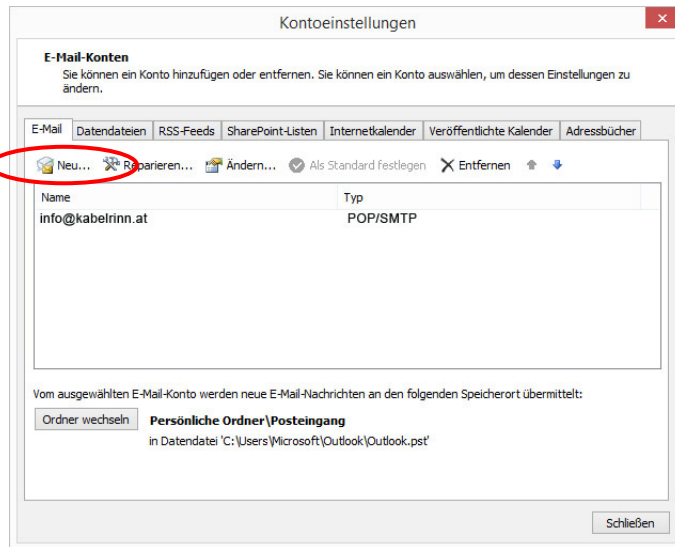 Kontoeinstellungen
E-Mail-Konten
Sie können ein Konto hinzufügen oder entfernen. Sie können ein Konto auswählen, um dessen Einstellungen zu
ändern.
E-Mail Datendateien RSS-Feeds SharePoint-Listen Internetkalender Veröffentlichte Kalender Adressbücher
Neu... Reparieren... Ändern... Als Standard festlegen Entfernen
Name Typ
info@kabelrinn.at POP/SMTP
Vom ausgewählten E-Mail-Konto werden neue E-Mail-Nachrichten an den folgenden Speicherort übermittelt:
Ordner wechseln Persönliche Ordner\Posteingang
in Datendatei 'C:\Users\Microsoft\Outlook\Outlook.pst'
Schließen